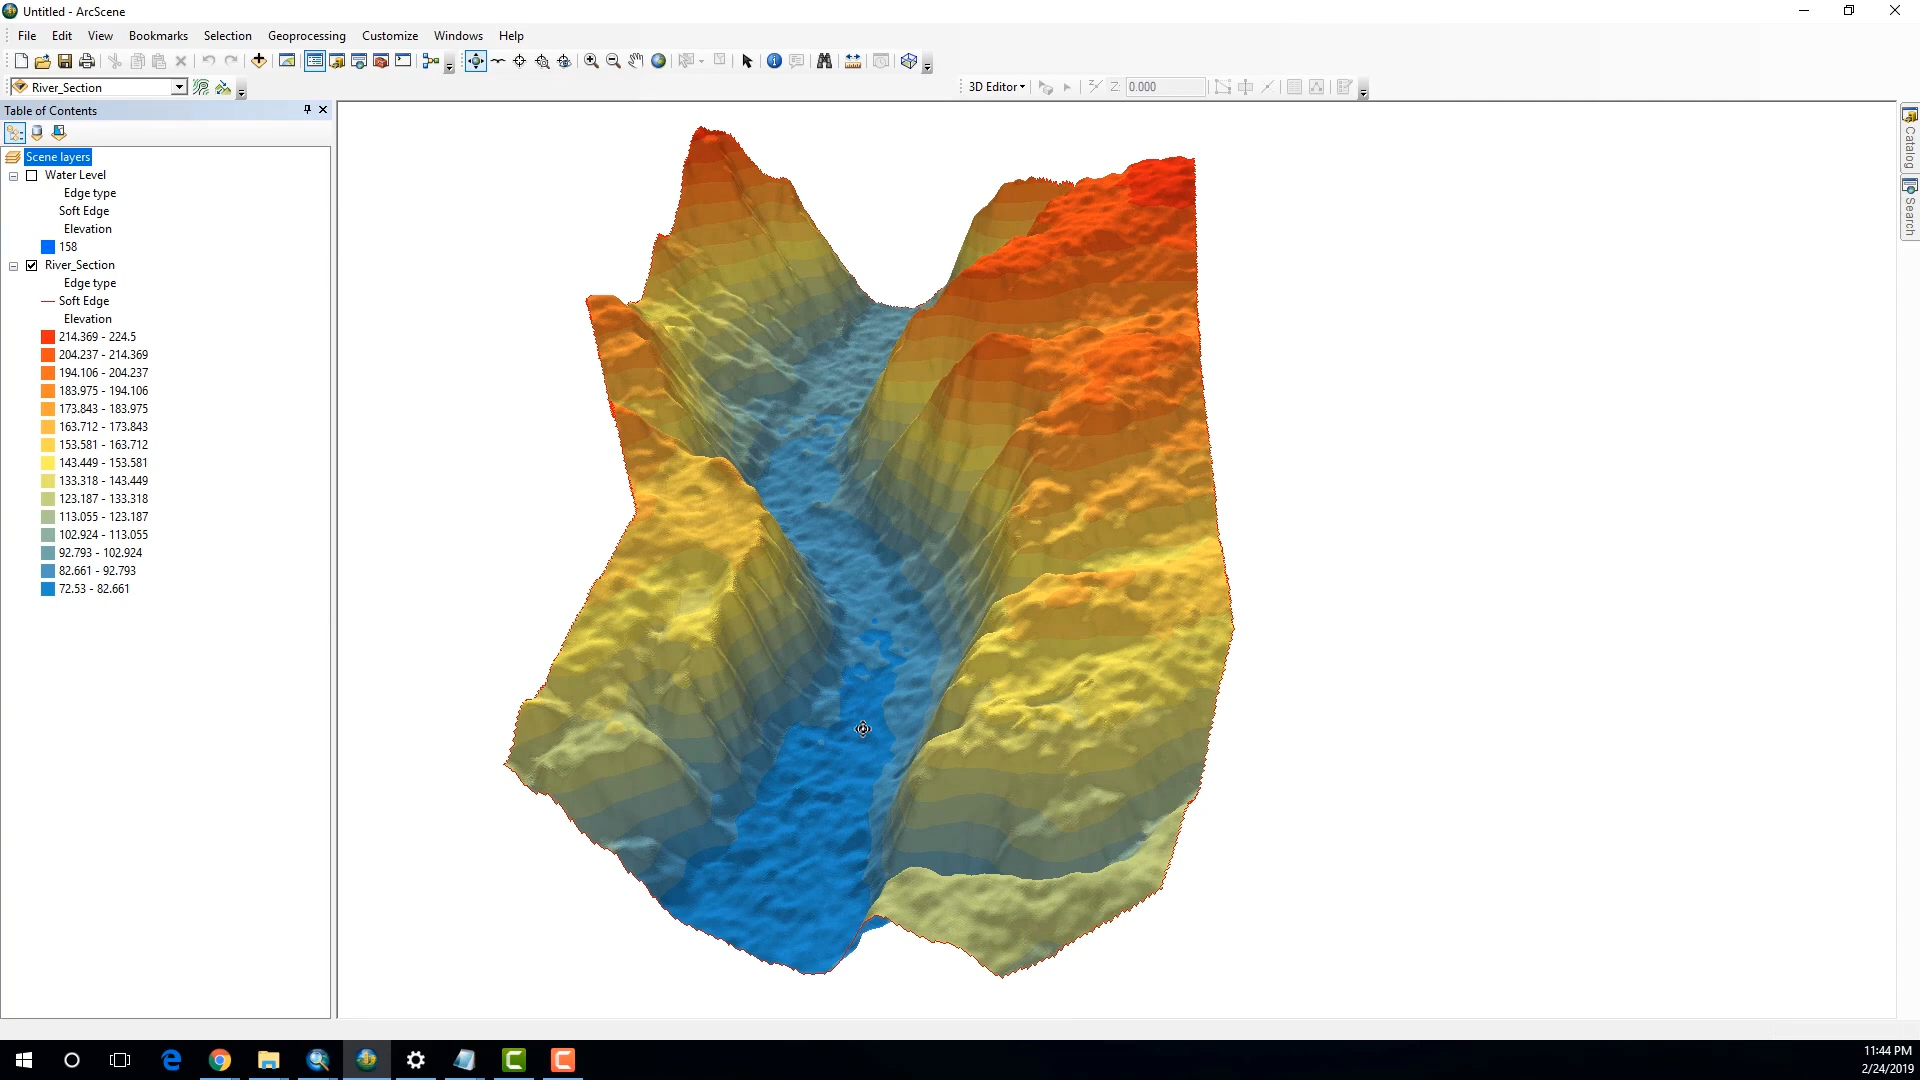 Untitled - ArcScene
File Edit View Bookmarks Selection Geoprocessing Customize Windows Help
River_Section
3D Editor
Z:
0.000
Table of Contents
Scene layers
Water Level
Edge type
Soft Edge
Elevation
158
River_Section
Edge type
Soft Edge
Elevation
214.369 - 224.5
204.237 - 214.369
194.106 - 204.237
183.975 - 194.106
173.843 - 183.975
163.712 - 173.843
153.581 - 163.712
143.449 - 153.581
133.318 - 143.449
123.187 - 133.318
113.055 - 123.187
102.924 - 113.055
92.793 - 102.924
82.661 - 92.793
72.53 - 82.661
Catalog
Search
11:44 PM
2/24/2019